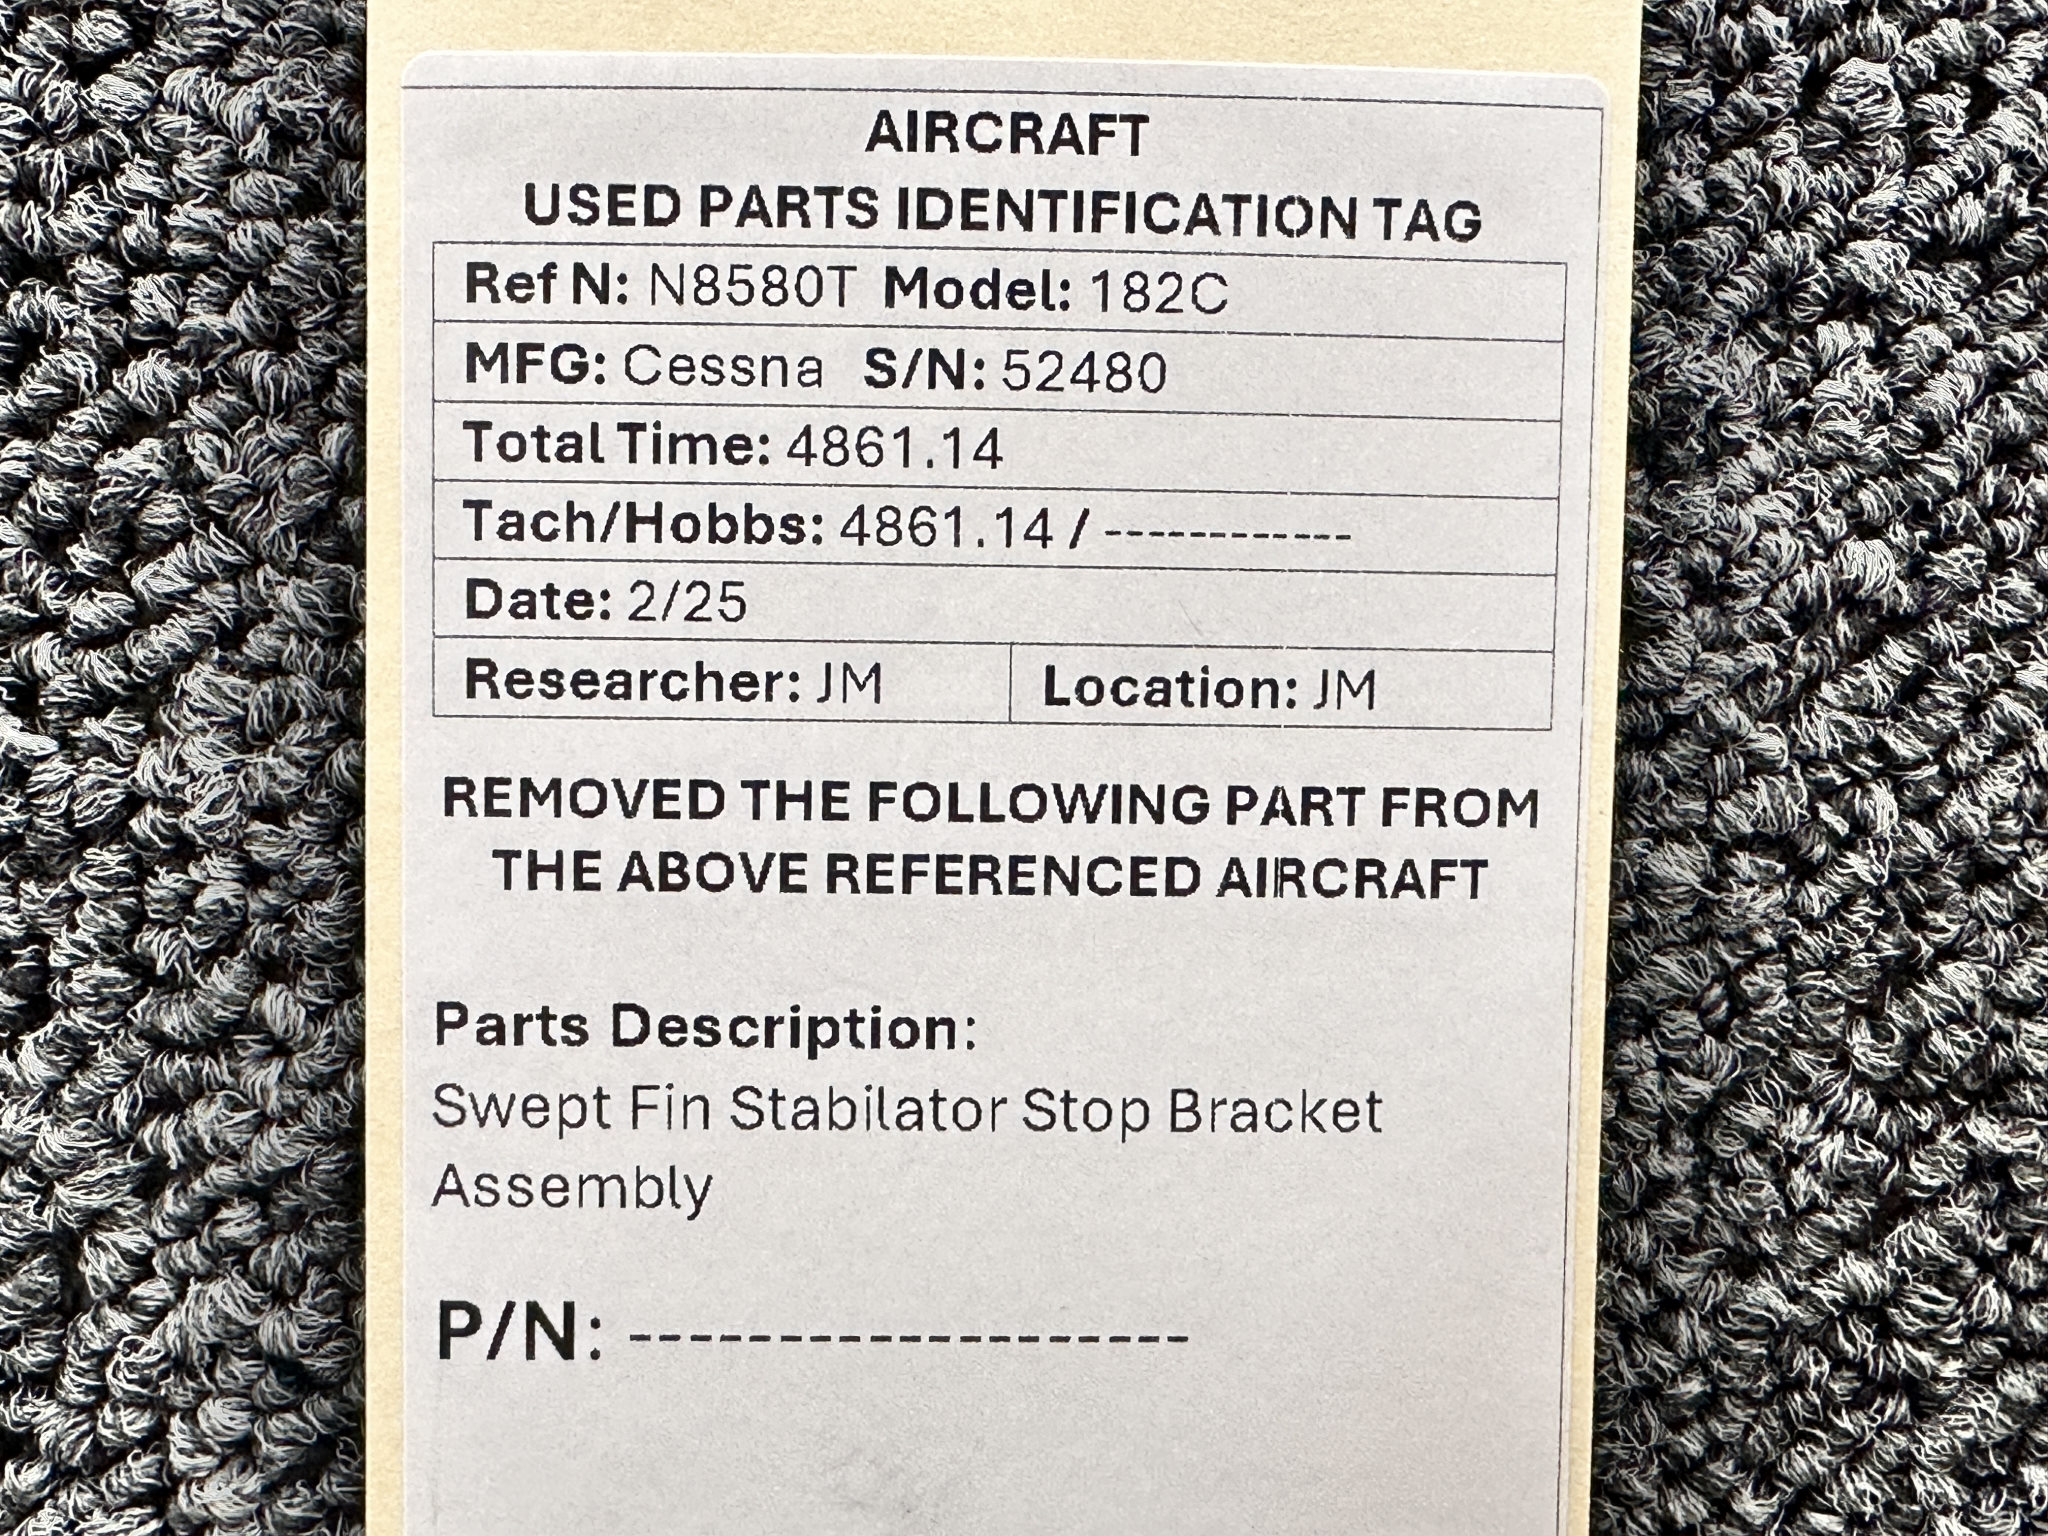 AIRCRAFT
USED PARTS IDENTIFICATION TAG
Ref N: N8580T Model: 182C
MFG: Cessna S/N: 52480
Total Time: 4861.14
Tach/Hobbs: 4861.14 / ------------
Date: 2/25
Researcher: JM Location: JM
REMOVED THE FOLLOWING PART FROM
THE ABOVE REFERENCED AIRCRAFT
Parts Description:
Swept Fin Stabilator Stop Bracket
Assembly
P/N: -------------------